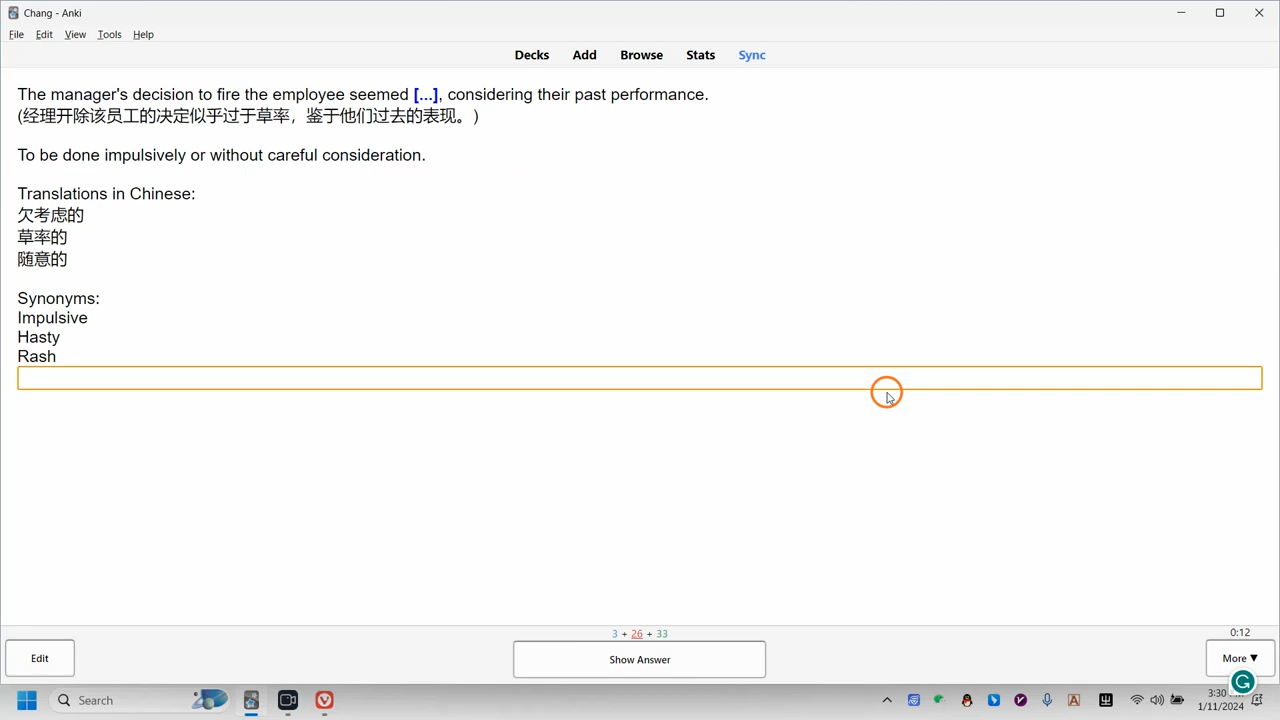 Chang - Anki
File Edit View Tools Help
Decks Add Browse Stats Sync
The manager's decision to fire the employee seemed [...], considering their past performance.
(经理开除该员工的决定似乎过于草率，鉴于他们过去的表现。)
To be done impulsively or without careful consideration.
Translations in Chinese:
欠考虑的
草率的
随意的
Synonyms:
Impulsive
Hasty
Rash
3 + 26 + 33
0:12
Edit
Show Answer
More ▼
Search
3:30
1/11/2024